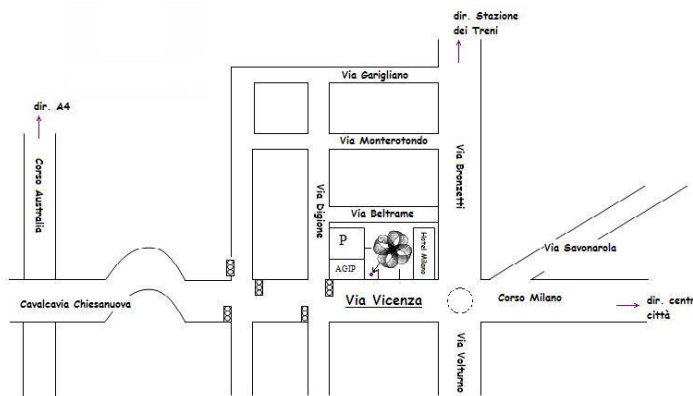 dir. Stazione
dei Treni
Via Garigliano
dir. A4
Via Monterotondo
Corso Australia
Via Digione
Via Bronzetti
Via Beltrame
P
Hotel Milano
Via Savonarola
AGIP
Cavalcavia Chiesanuova
Via Vicenza
Corso Milano
dir. centr
città
Via Volturno